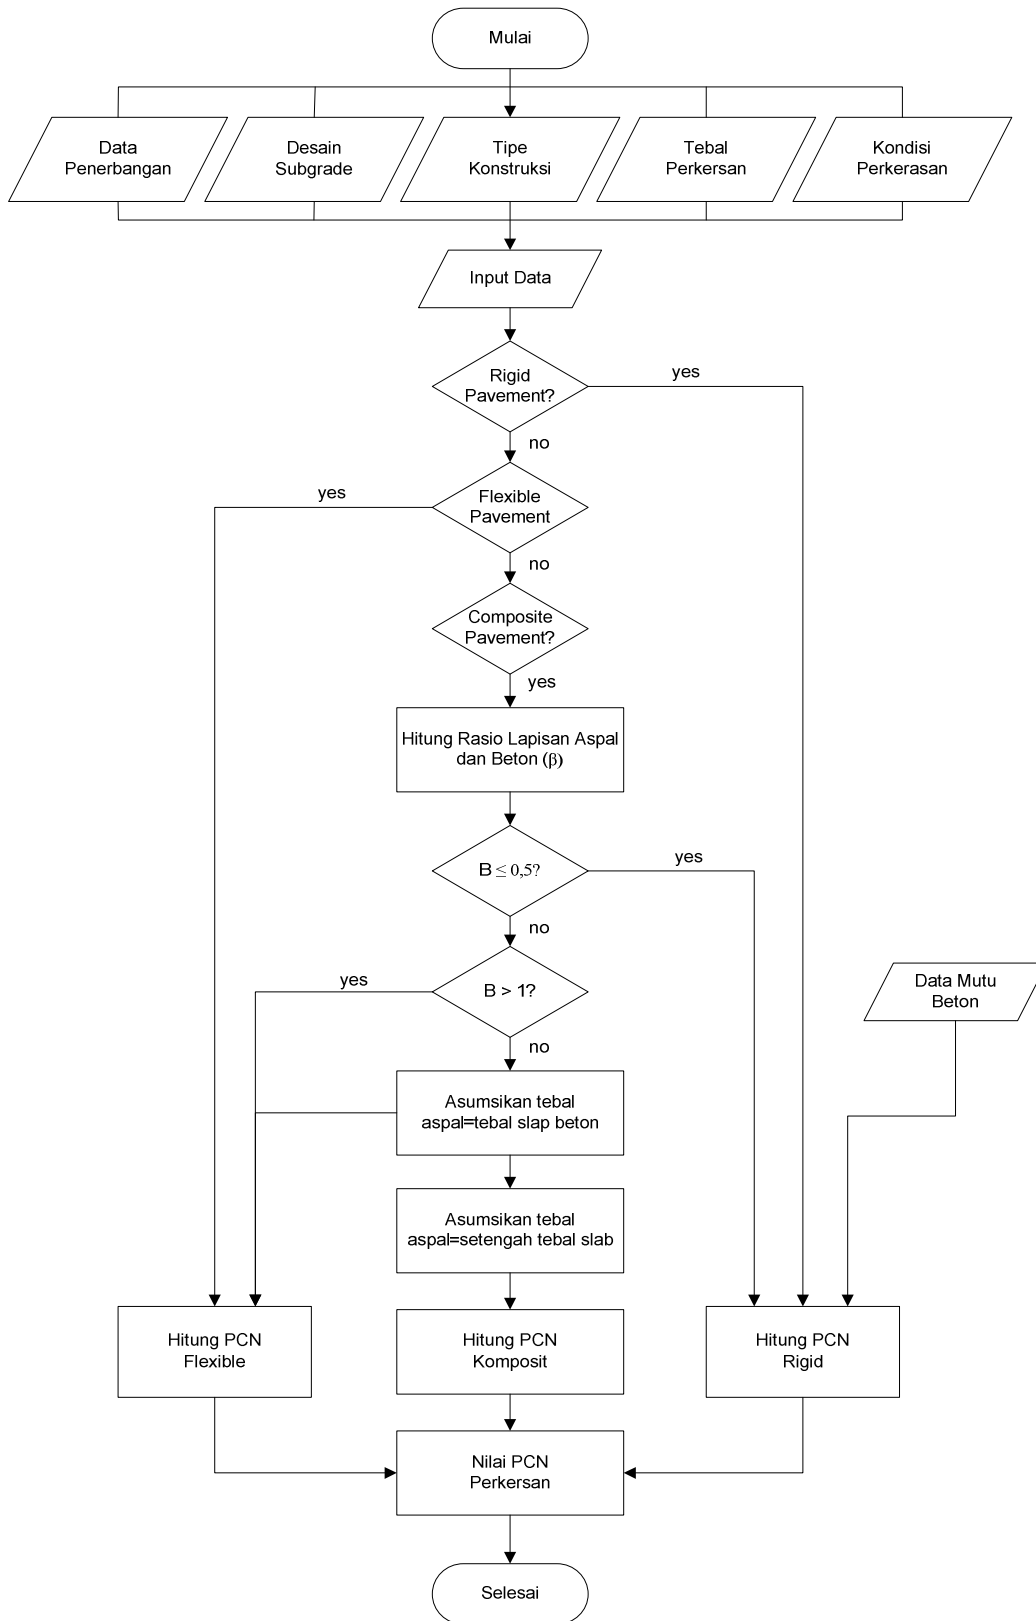 Mulai
Data
Penerbangan
Desain
Subgrade
Tipe
Konstruksi
Tebal
Perkersan
Kondisi
Perkerasan
Input Data
Rigid
Pavement?
yes
no
Flexible
Pavement
yes
no
Composite
Pavement?
yes
Hitung Rasio Lapisan Aspal
dan Beton (β)
B ≤ 0,5?
yes
no
B > 1?
yes
no
Data Mutu
Beton
Asumsikan tebal
aspal=tebal slap beton
Asumsikan tebal
aspal=setengah tebal slab
Hitung PCN
Flexible
Hitung PCN
Komposit
Hitung PCN
Rigid
Nilai PCN
Perkersan
Selesai